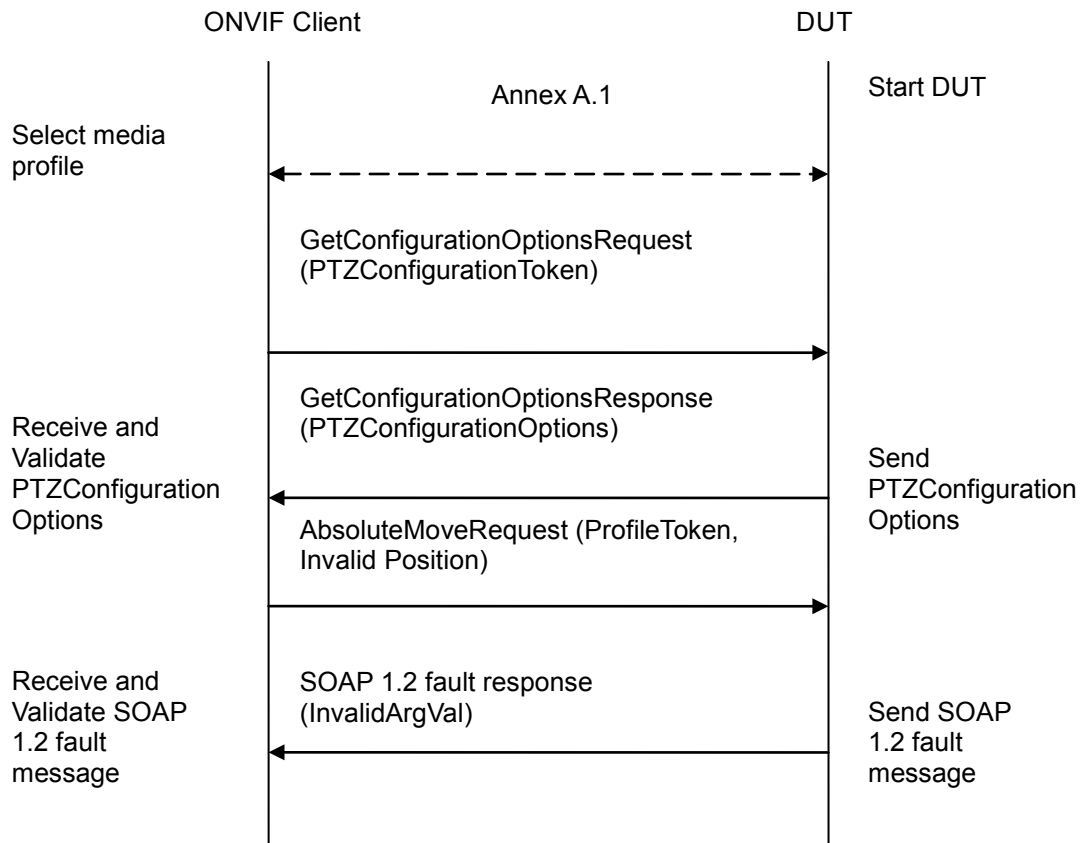 ONVIF Client
DUT
Annex A.1
Start DUT
Select media
profile
GetConfigurationOptionsRequest
(PTZConfigurationToken)
GetConfigurationOptionsResponse
(PTZConfigurationOptions)
Receive and
Validate
PTZConfiguration
Options
Send
PTZConfiguration
Options
AbsoluteMoveRequest (ProfileToken,
Invalid Position)
Receive and
Validate SOAP
1.2 fault
message
SOAP 1.2 fault response
(InvalidArgVal)
Send SOAP
1.2 fault
message